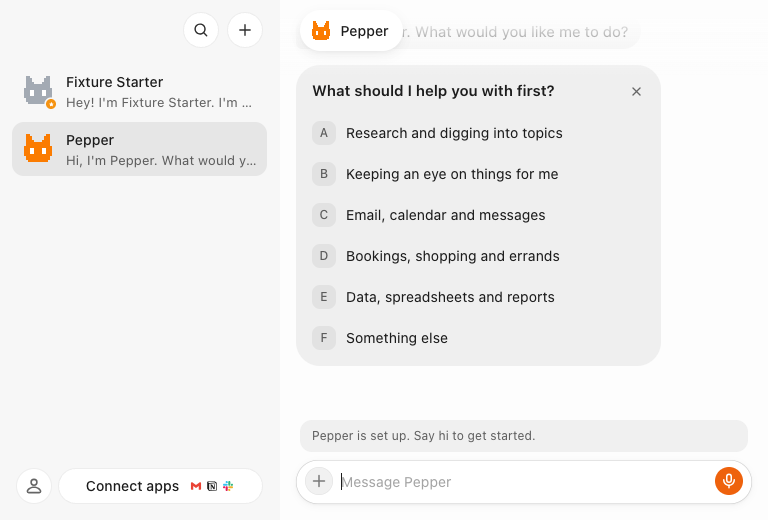 Fixture Starter
Hey! I'm Fixture Starter. I'm ...
Pepper
Hi, I'm Pepper. What would y...
Connect apps
Pepper
r. What would you like me to do?
What should I help you with first?
A Research and digging into topics
B Keeping an eye on things for me
C Email, calendar and messages
D Bookings, shopping and errands
E Data, spreadsheets and reports
F Something else
Pepper is set up. Say hi to get started.
Message Pepper